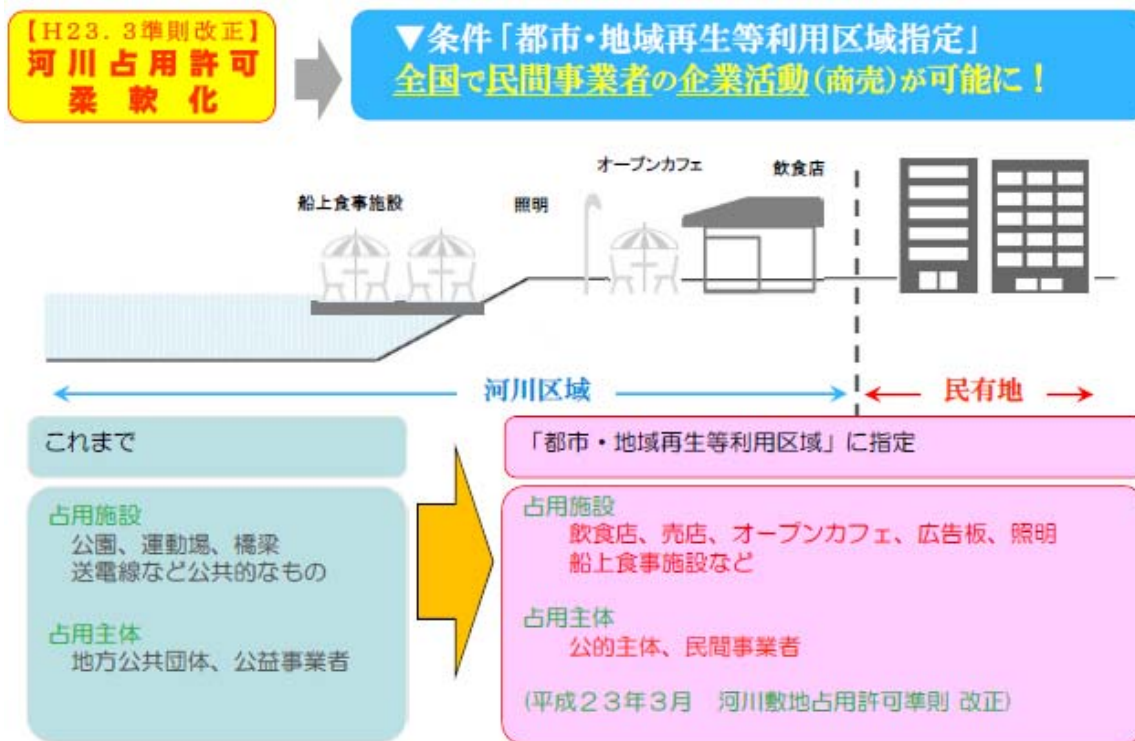 【H23.3準則改正】
河川占用許可
柔軟化
▼条件「都市・地域再生等利用区域指定」
全国で民間事業者の企業活動(商売)が可能に！
オープンカフェ
飲食店
船上食事施設
照明
河川区域
民有地
これまで
占用施設
公園、運動場、橋梁
送電線など公共的なもの
占用主体
地方公共団体、公益事業者
「都市・地域再生等利用区域」に指定
占用施設
飲食店、売店、オープンカフェ、広告板、照明
船上食事施設など
占用主体
公的主体、民間事業者
(平成23年3月　河川敷地占用許可準則 改正)